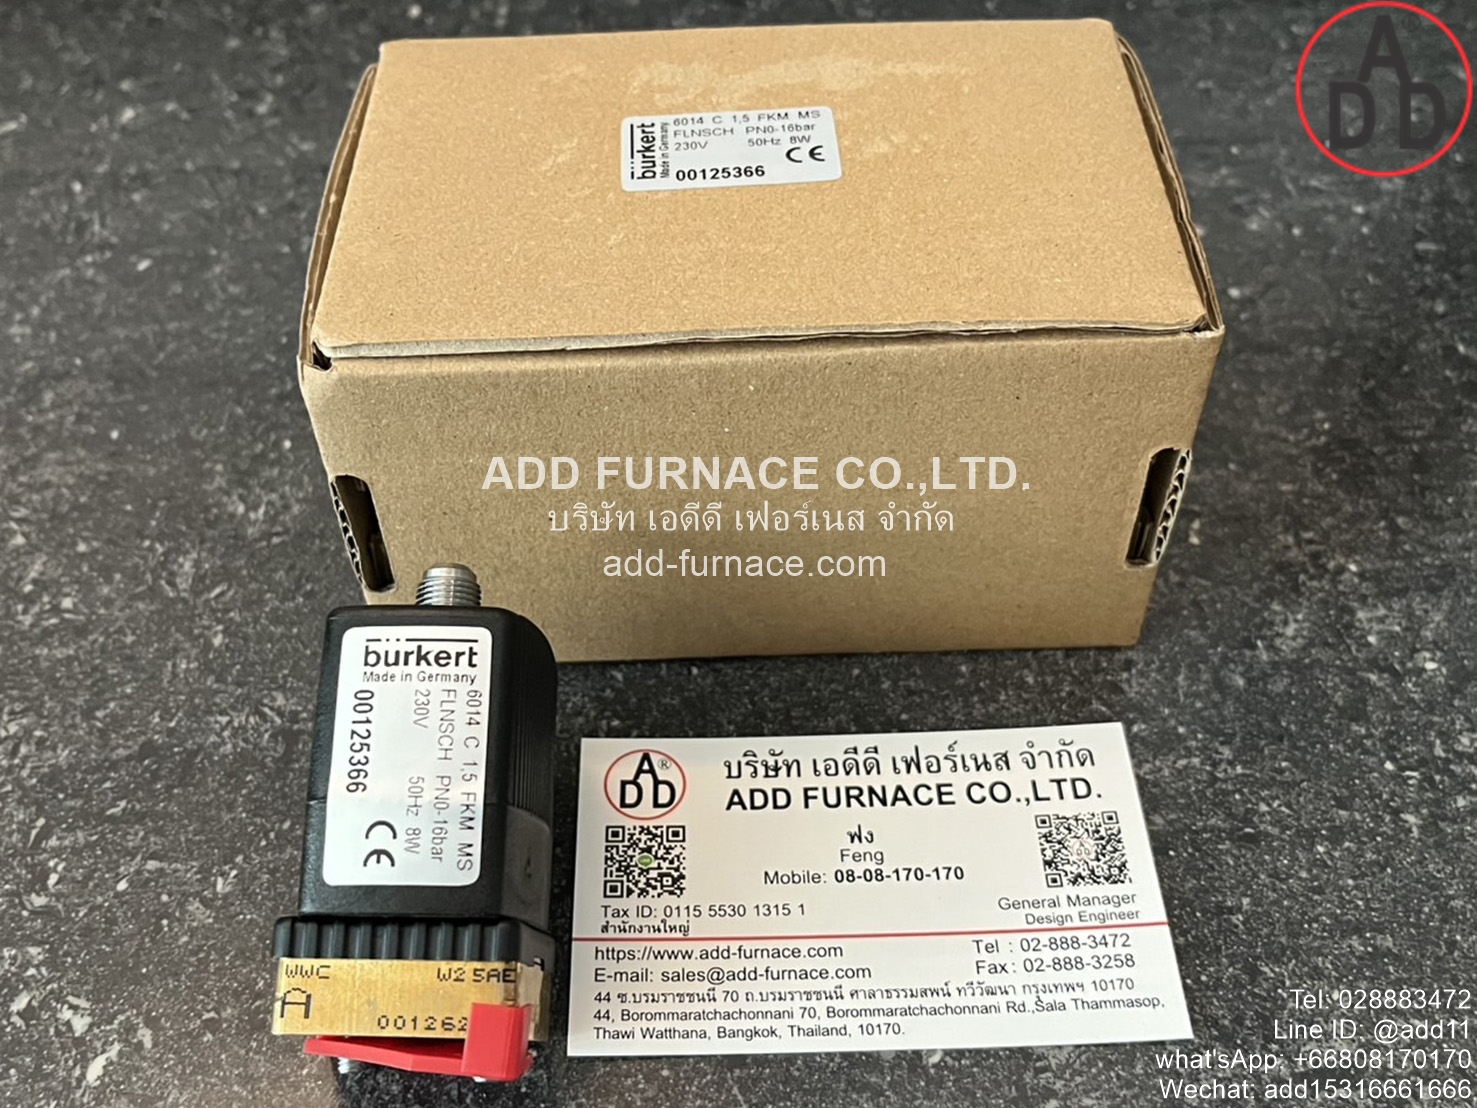 bürkert
Made in Germany
6014 C 1,5 FKM MS
FLNSCH PN0-16bar
230V 50Hz 8W
00125366 CE
ADD
ADD FURNACE CO.,LTD.
บริษัท เอดีดี เฟอร์เนส จำกัด
add-furnace.com
bürkert
Made in Germany
6014 C 1,5 FKM MS
FLNSCH PN0-16bar
230V 50Hz 8W
00125366
CE
WWC W25AE
A
ADD®
บริษัท เอดีดี เฟอร์เนส จำกัด
ADD FURNACE CO.,LTD.
ฟง
Feng
Mobile: 08-08-170-170
Tax ID: 0115 5530 1315 1
สำนักงานใหญ่
General Manager
Design Engineer
https://www.add-furnace.com
E-mail: sales@add-furnace.com
Tel : 02-888-3472
Fax : 02-888-3258
44 ซ.บรมราชชนนี 70 ถ.บรมราชชนนี ศาลาธรรมสพน์ ทวีวัฒนา กรุงเทพฯ 10170
44, Borommaratchachonnani 70, Borommaratchachonnani Rd.,Sala Thammasop,
Thawi Watthana, Bangkok, Thailand, 10170.
Tel: 028883472
Line ID: @add11
what'sApp: +66808170170
Wechat: add15316661666